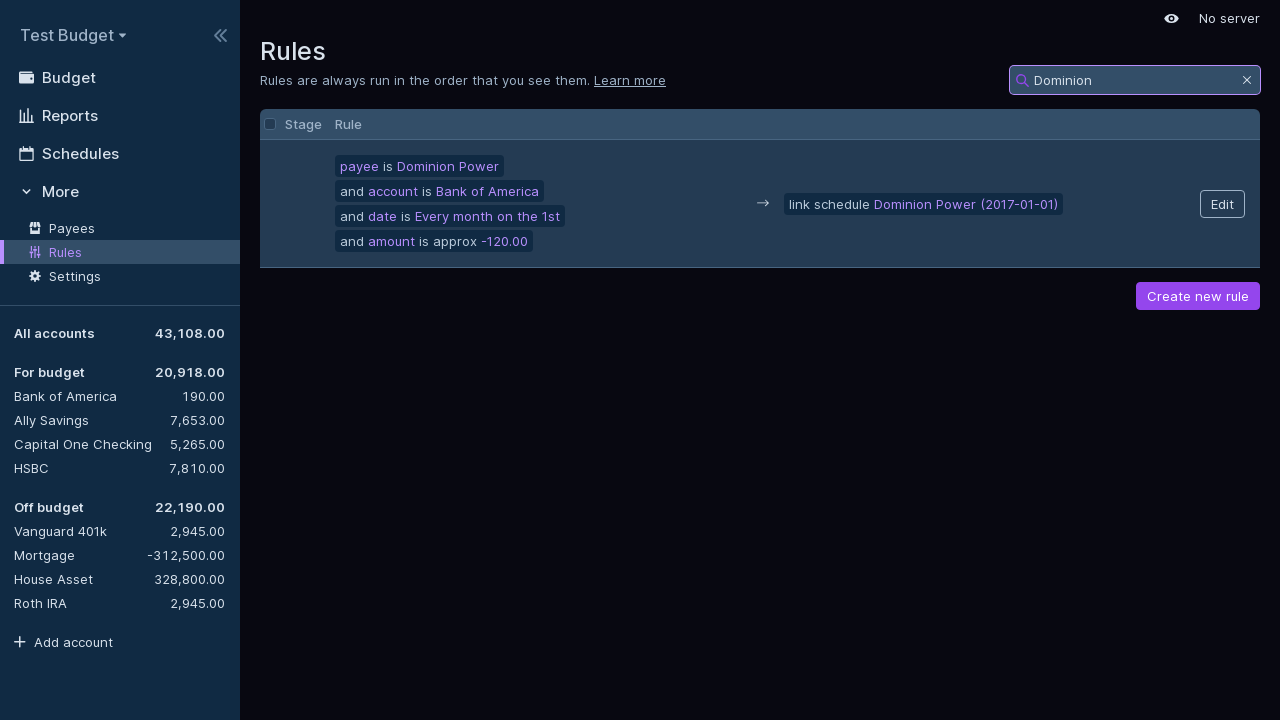 Test Budget
Budget
Reports
Schedules
More
Payees
Rules
Settings
All accounts 43,108.00
For budget 20,918.00
Bank of America 190.00
Ally Savings 7,653.00
Capital One Checking 5,265.00
HSBC 7,810.00
Off budget 22,190.00
Vanguard 401k 2,945.00
Mortgage -312,500.00
House Asset 328,800.00
Roth IRA 2,945.00
Add account
No server
Rules
Rules are always run in the order that you see them. Learn more
Dominion
Stage Rule
payee is Dominion Power
and account is Bank of America
and date is Every month on the 1st
and amount is approx -120.00
→ link schedule Dominion Power (2017-01-01)
Edit
Create new rule